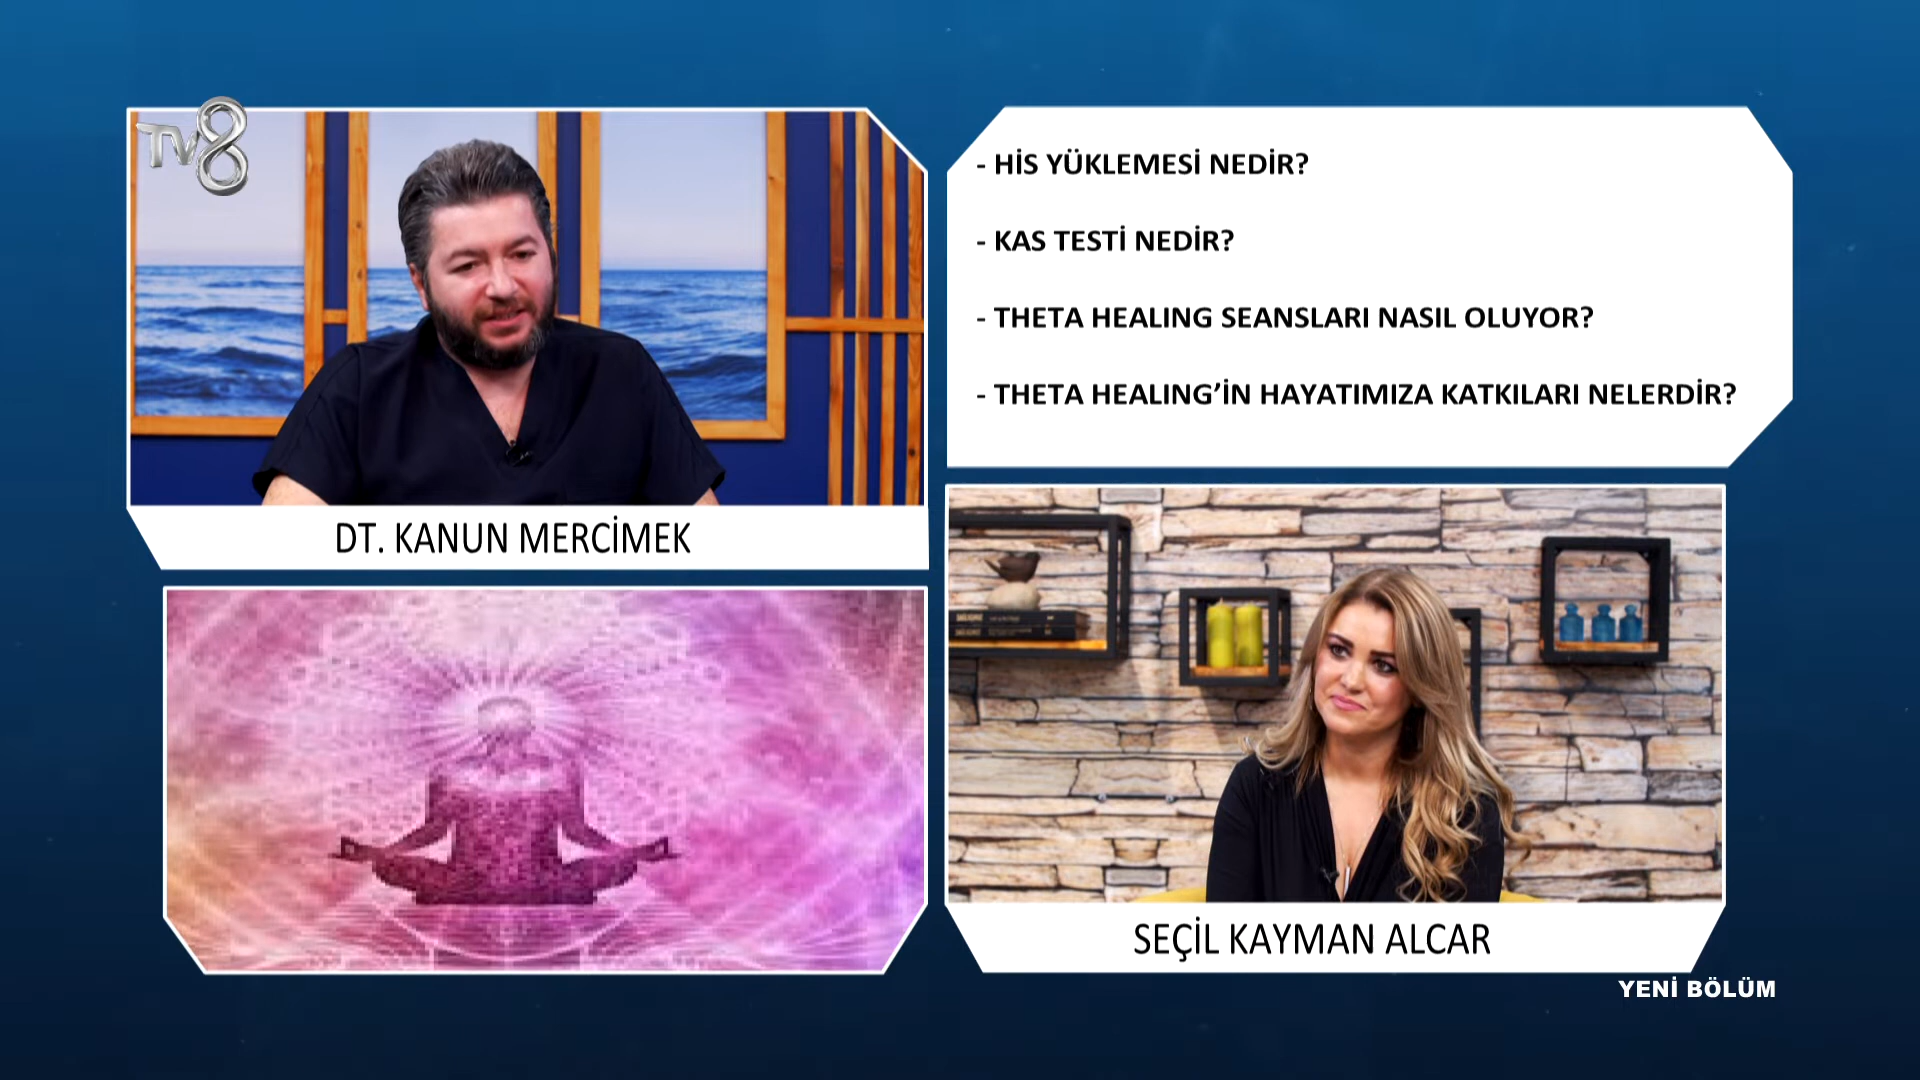 TV8
- HİS YÜKLEMESİ NEDİR?
- KAS TESTİ NEDİR?
- THETA HEALING SEANSLARI NASIL OLUYOR?
- THETA HEALING'İN HAYATIMIZA KATKILARI NELERDİR?
DT. KANUN MERCİMEK
SEÇİL KAYMAN ALCAR
YENİ BÖLÜM